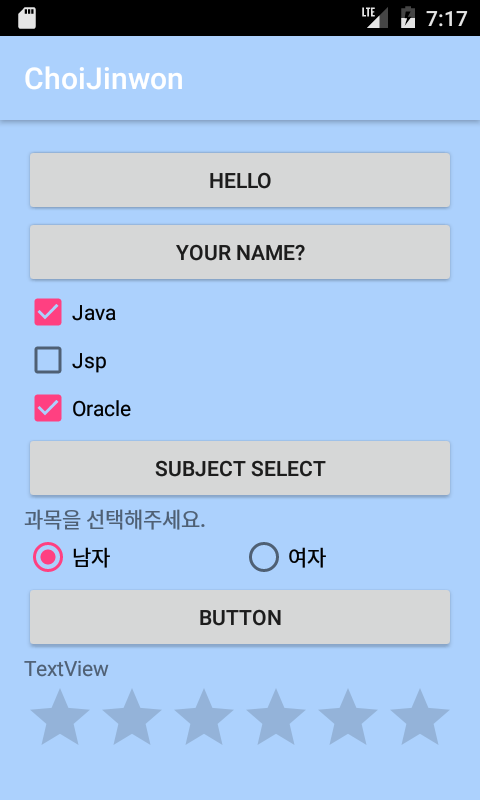 LTE 7:17
ChoiJinwon
HELLO
YOUR NAME?
Java
Jsp
Oracle
SUBJECT SELECT
과목을 선택해주세요.
남자 여자
BUTTON
TextView